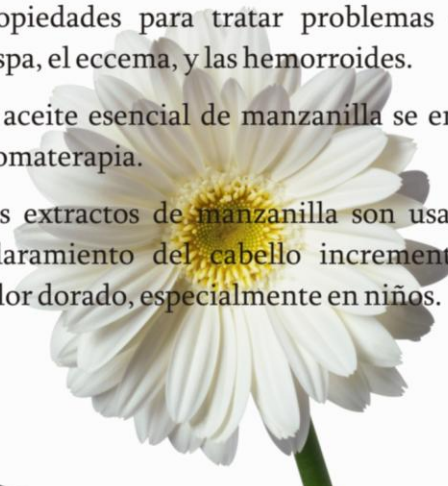 opiedades para tratar problemas
spa, el eccema, y las hemorroides.
aceite esencial de manzanilla se en
omaterapia.
s extractos de manzanilla son usa
laramiento del cabello increment
lor dorado, especialmente en niños.